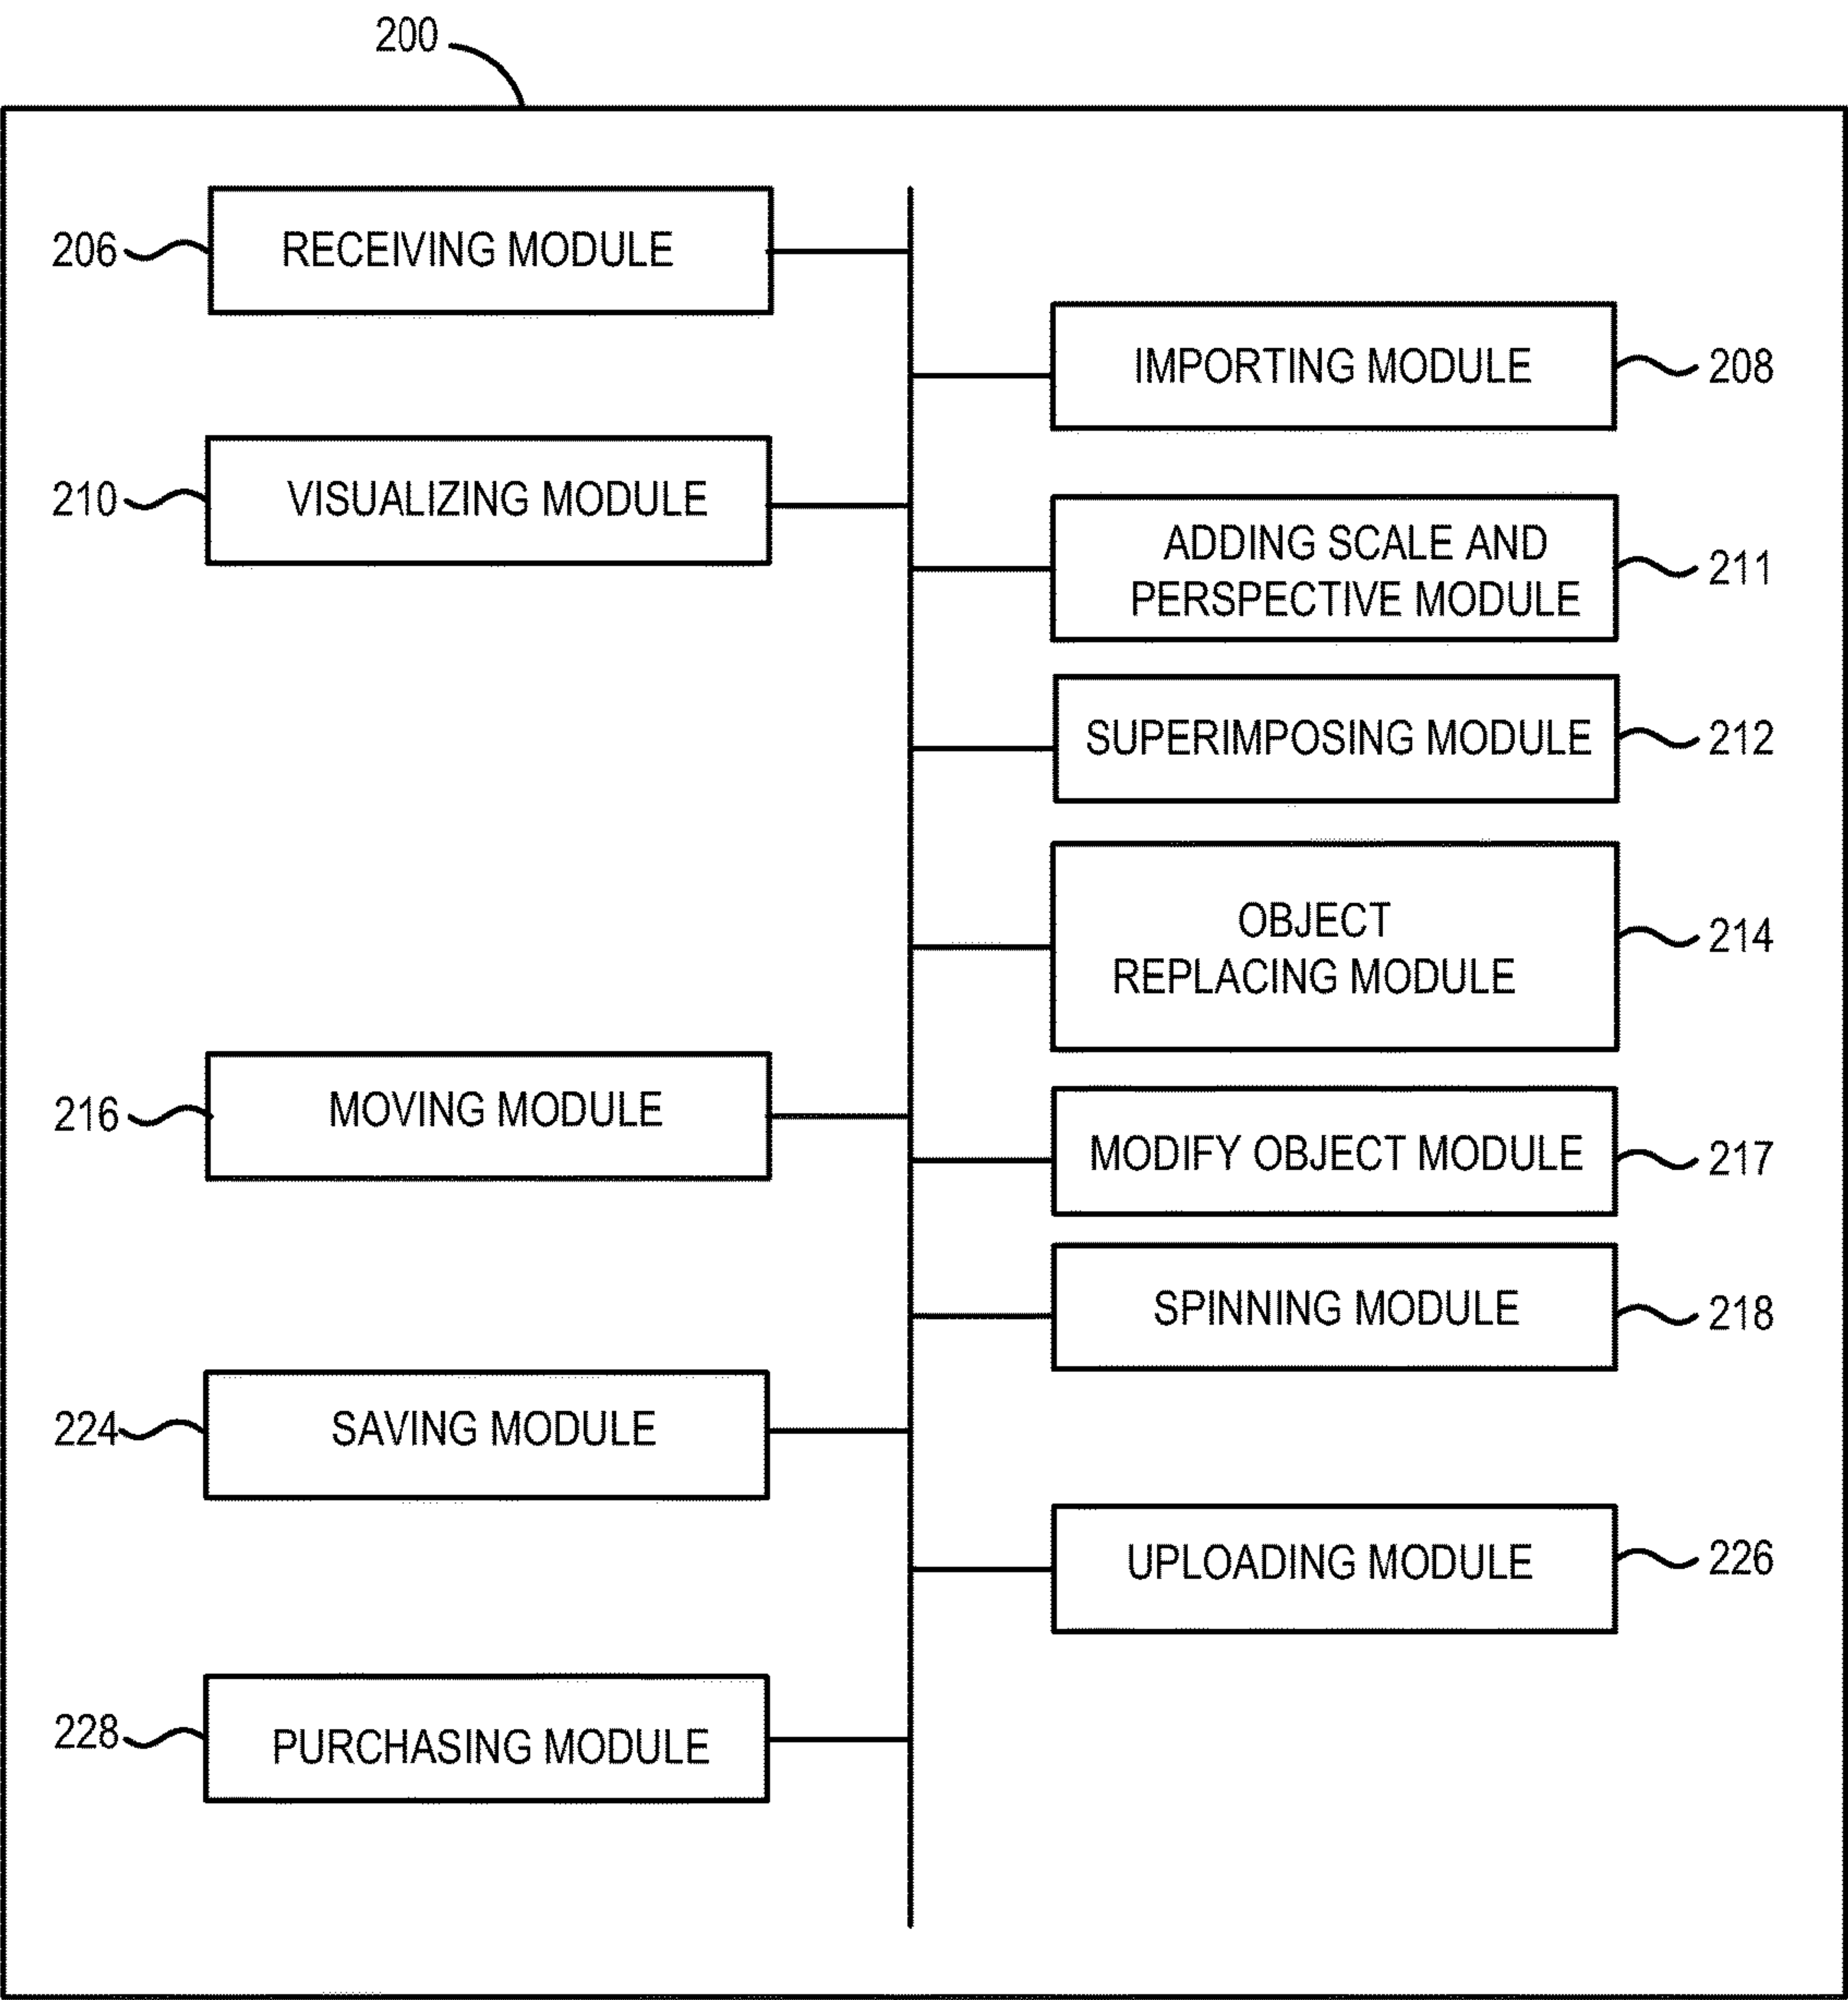 200
206
RECEIVING MODULE
IMPORTING MODULE
208
210
VISUALIZING MODULE
ADDING SCALE AND
PERSPECTIVE MODULE
211
SUPERIMPOSING MODULE
212
OBJECT
REPLACING MODULE
214
216
MOVING MODULE
MODIFY OBJECT MODULE
217
SPINNING MODULE
218
224
SAVING MODULE
UPLOADING MODULE
226
228
PURCHASING MODULE